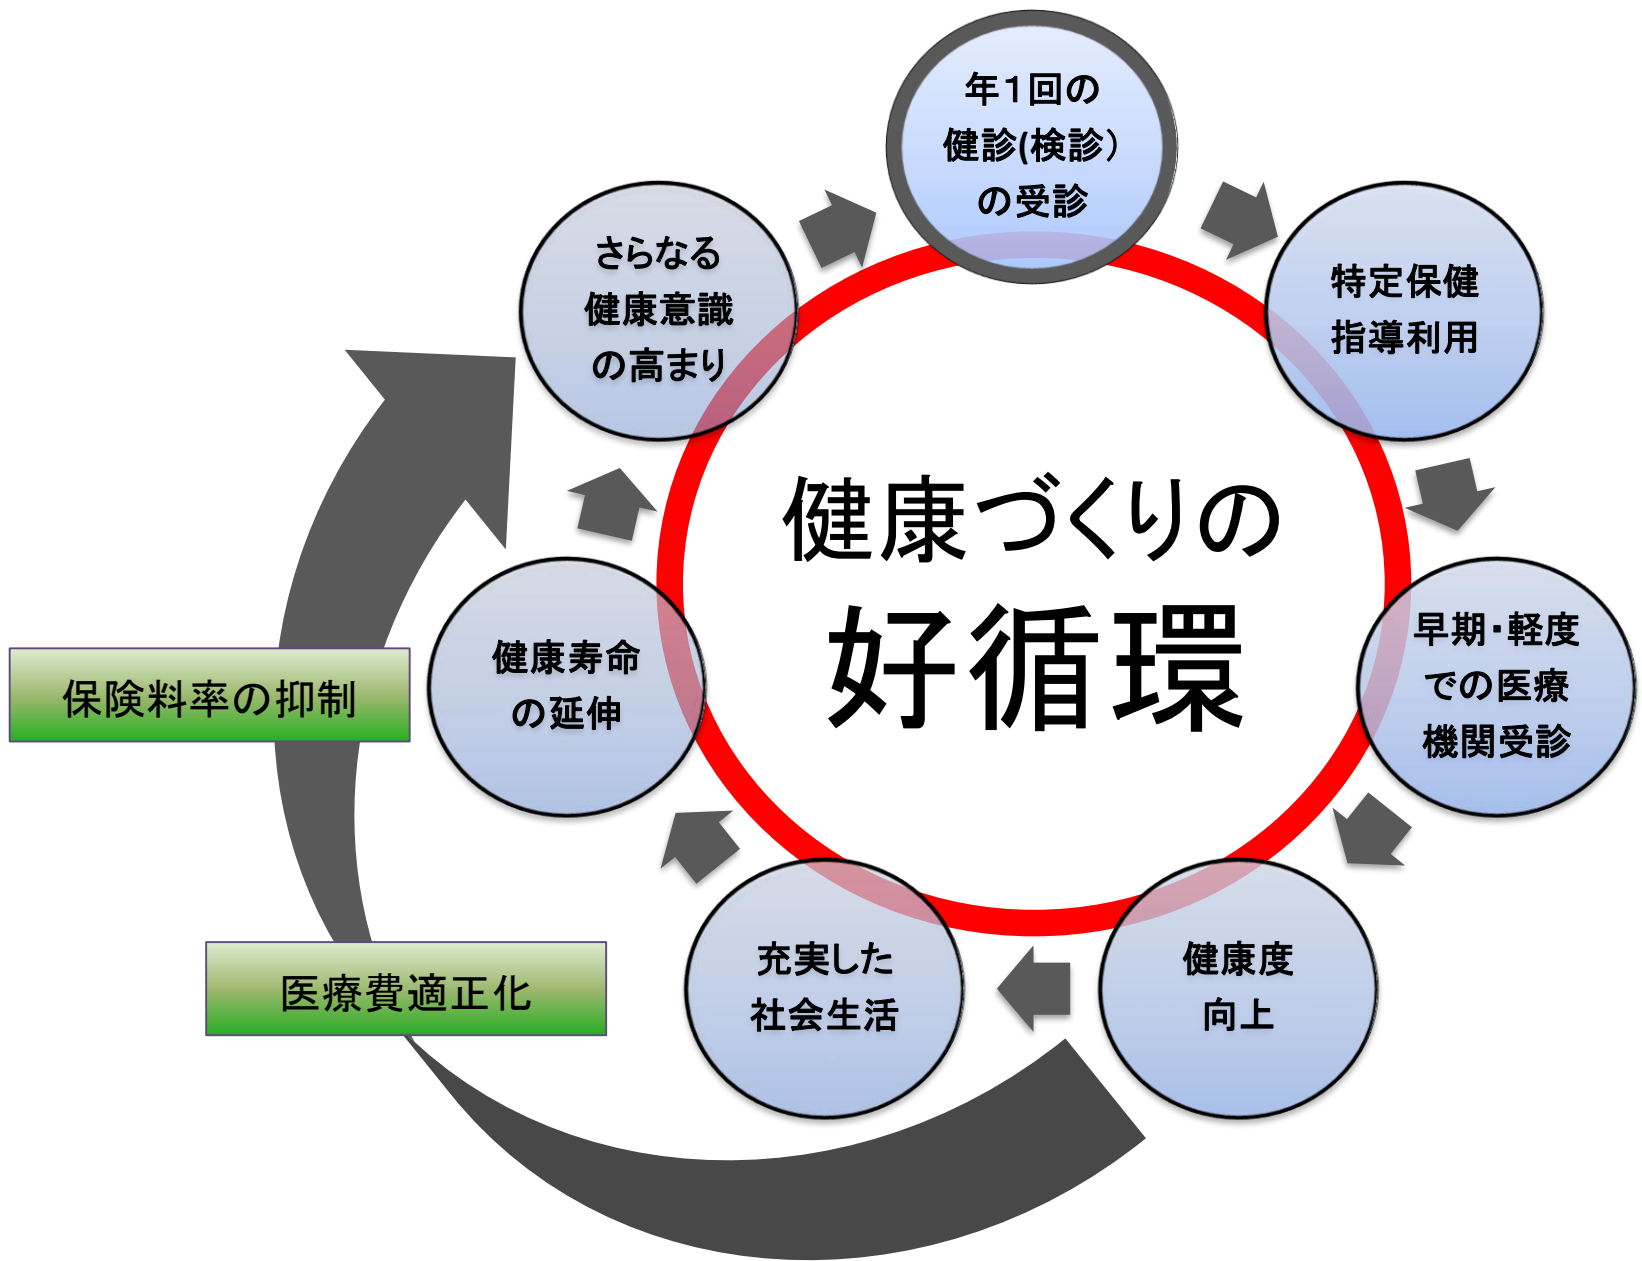 年１回の
健診(検診）
の受診
特定保健
指導利用
早期・軽度
での医療
機関受診
健康度
向上
充実した
社会生活
健康寿命
の延伸
さらなる
健康意識
の高まり
健康づくりの
好循環
保険料率の抑制
医療費適正化